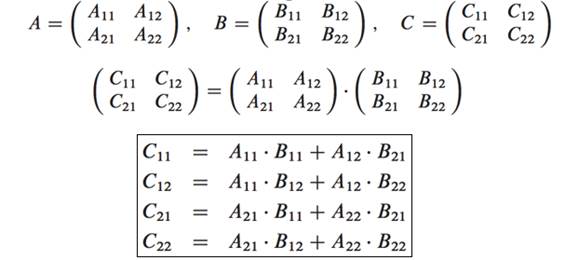 A = ( A11 A12 A21 A22 ) , B = ( B11 B12 B21 B22 ) , C = ( C11 C12 C21 C22 )
( C11 C12 C21 C22 ) = ( A11 A12 A21 A22 ) · ( B11 B12 B21 B22 )
C11 = A11 · B11 + A12 · B21
C12 = A11 · B12 + A12 · B22
C21 = A21 · B11 + A22 · B21
C22 = A21 · B12 + A22 · B22